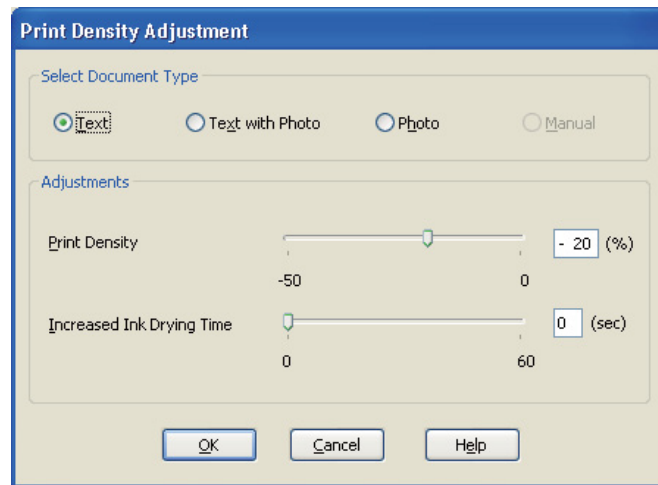 Print Density Adjustment
Select Document Type
Text Text with Photo Photo Manual
Adjustments
Print Density - 20 (%)
-50 0
Increased Ink Drying Time 0 (sec)
0 60
OK Cancel Help